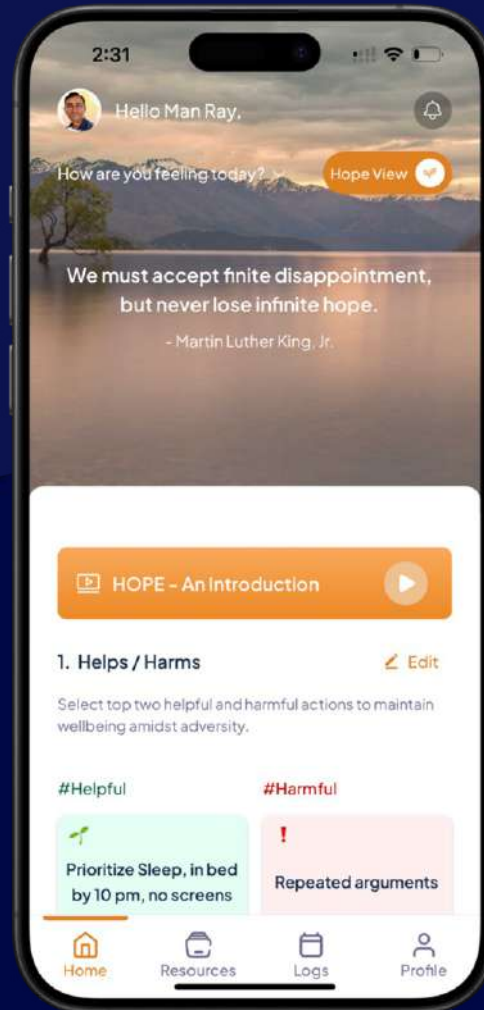 2:31
Hello Man Ray,
How are you feeling today?
Hope View
We must accept finite disappointment,
but never lose infinite hope.
- Martin Luther King, Jr.
HOPE - An Introduction
1. Helps / Harms
Edit
Select top two helpful and harmful actions to maintain
wellbeing amidst adversity.
#Helpful
#Harmful
Prioritize Sleep, in bed
by 10 pm, no screens
Repeated arguments
Home
Resources
Logs
Profile